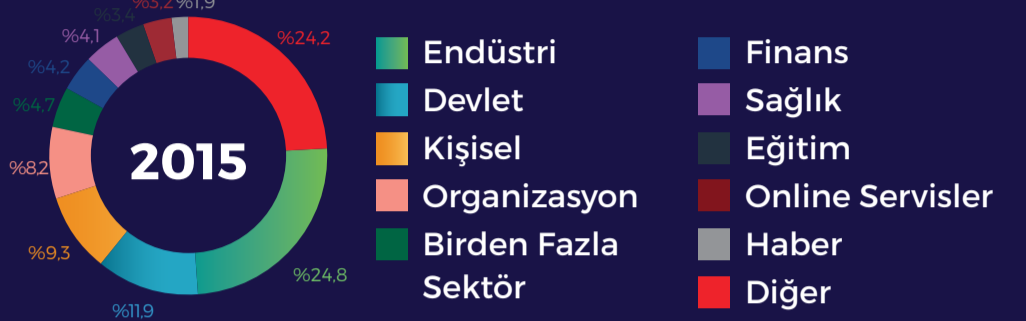 %3,4
%3,2
%1,9
%4,1
%24,2
%4,2
%4,7
2015
%8,2
%9,3
%24,8
%11,9
Endüstri
Devlet
Kişisel
Organizasyon
Birden Fazla
Sektör
Finans
Sağlık
Eğitim
Online Servisler
Haber
Diğer